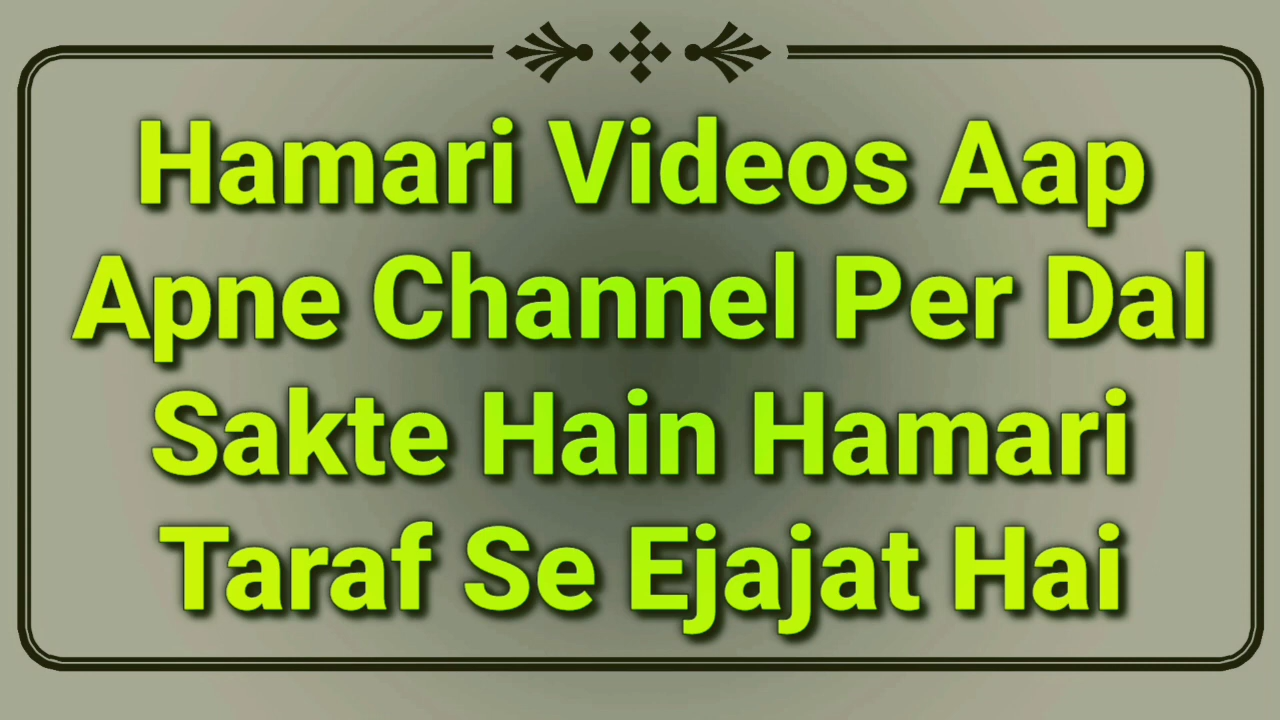 Hamari Videos Aap
Apne Channel Per Dal
Sakte Hain Hamari
Taraf Se Ejajat Hai